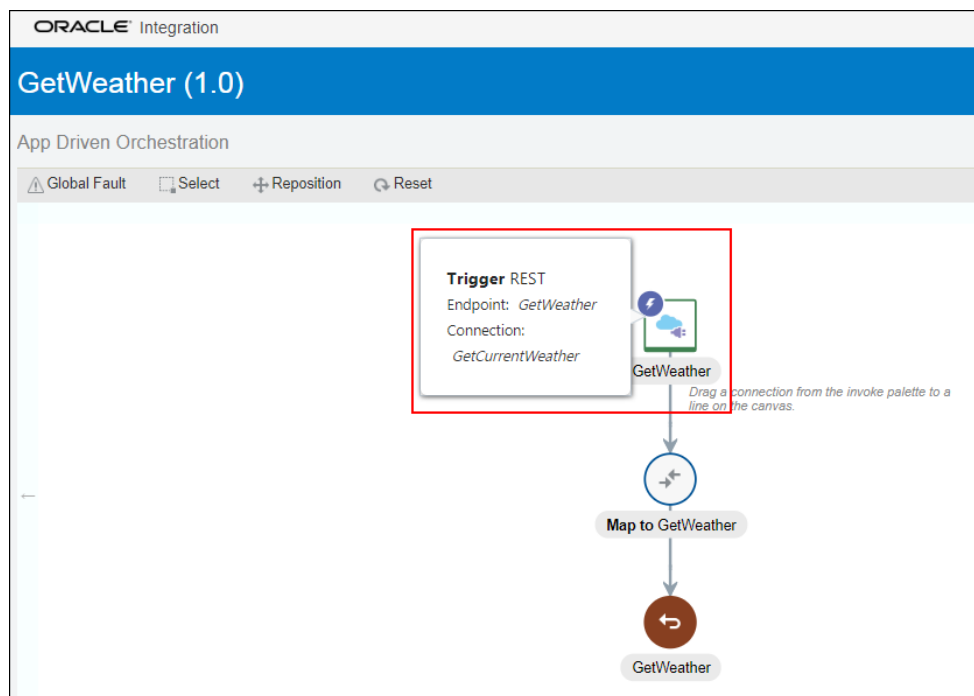 ORACLE® Integration
GetWeather (1.0)
App Driven Orchestration
Global Fault Select Reposition Reset
Trigger REST
Endpoint: GetWeather
Connection:
GetCurrentWeather
GetWeather
Drag a connection from the invoke palette to a
line on the canvas.
Map to GetWeather
GetWeather